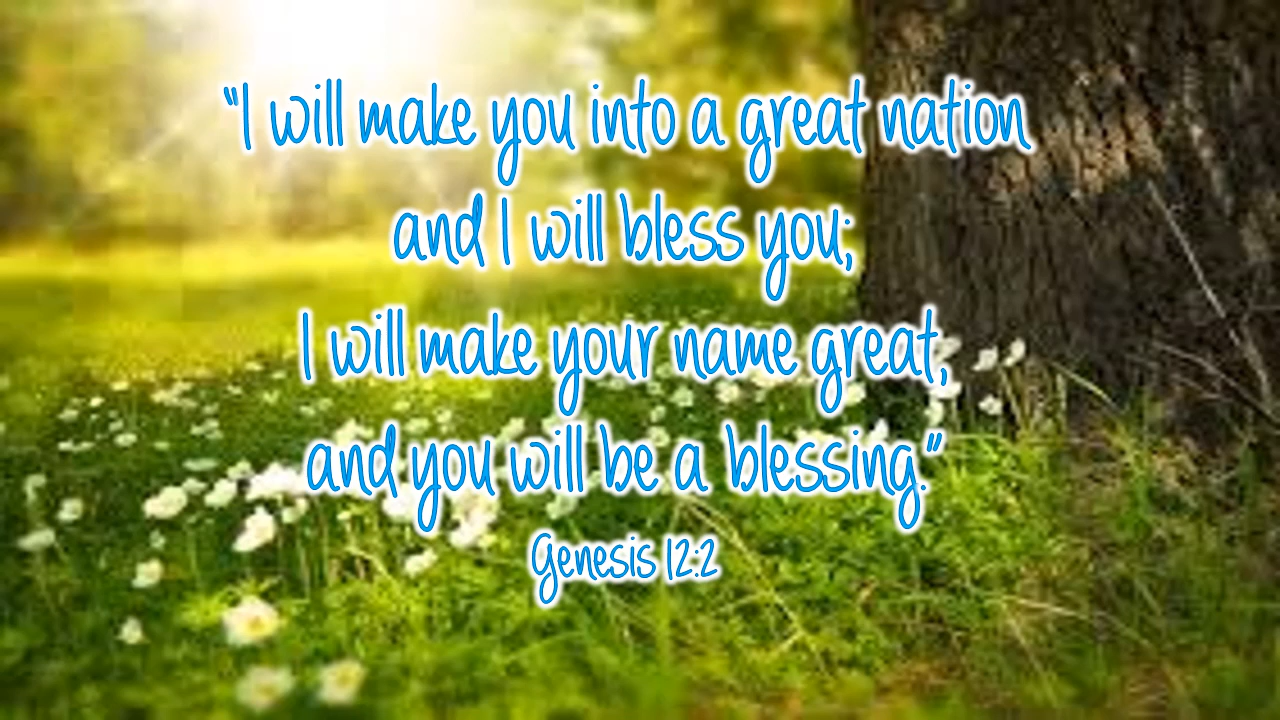 "I will make you into a great nation
and I will bless you;
I will make your name great,
and you will be a blessing."
Genesis 12:2